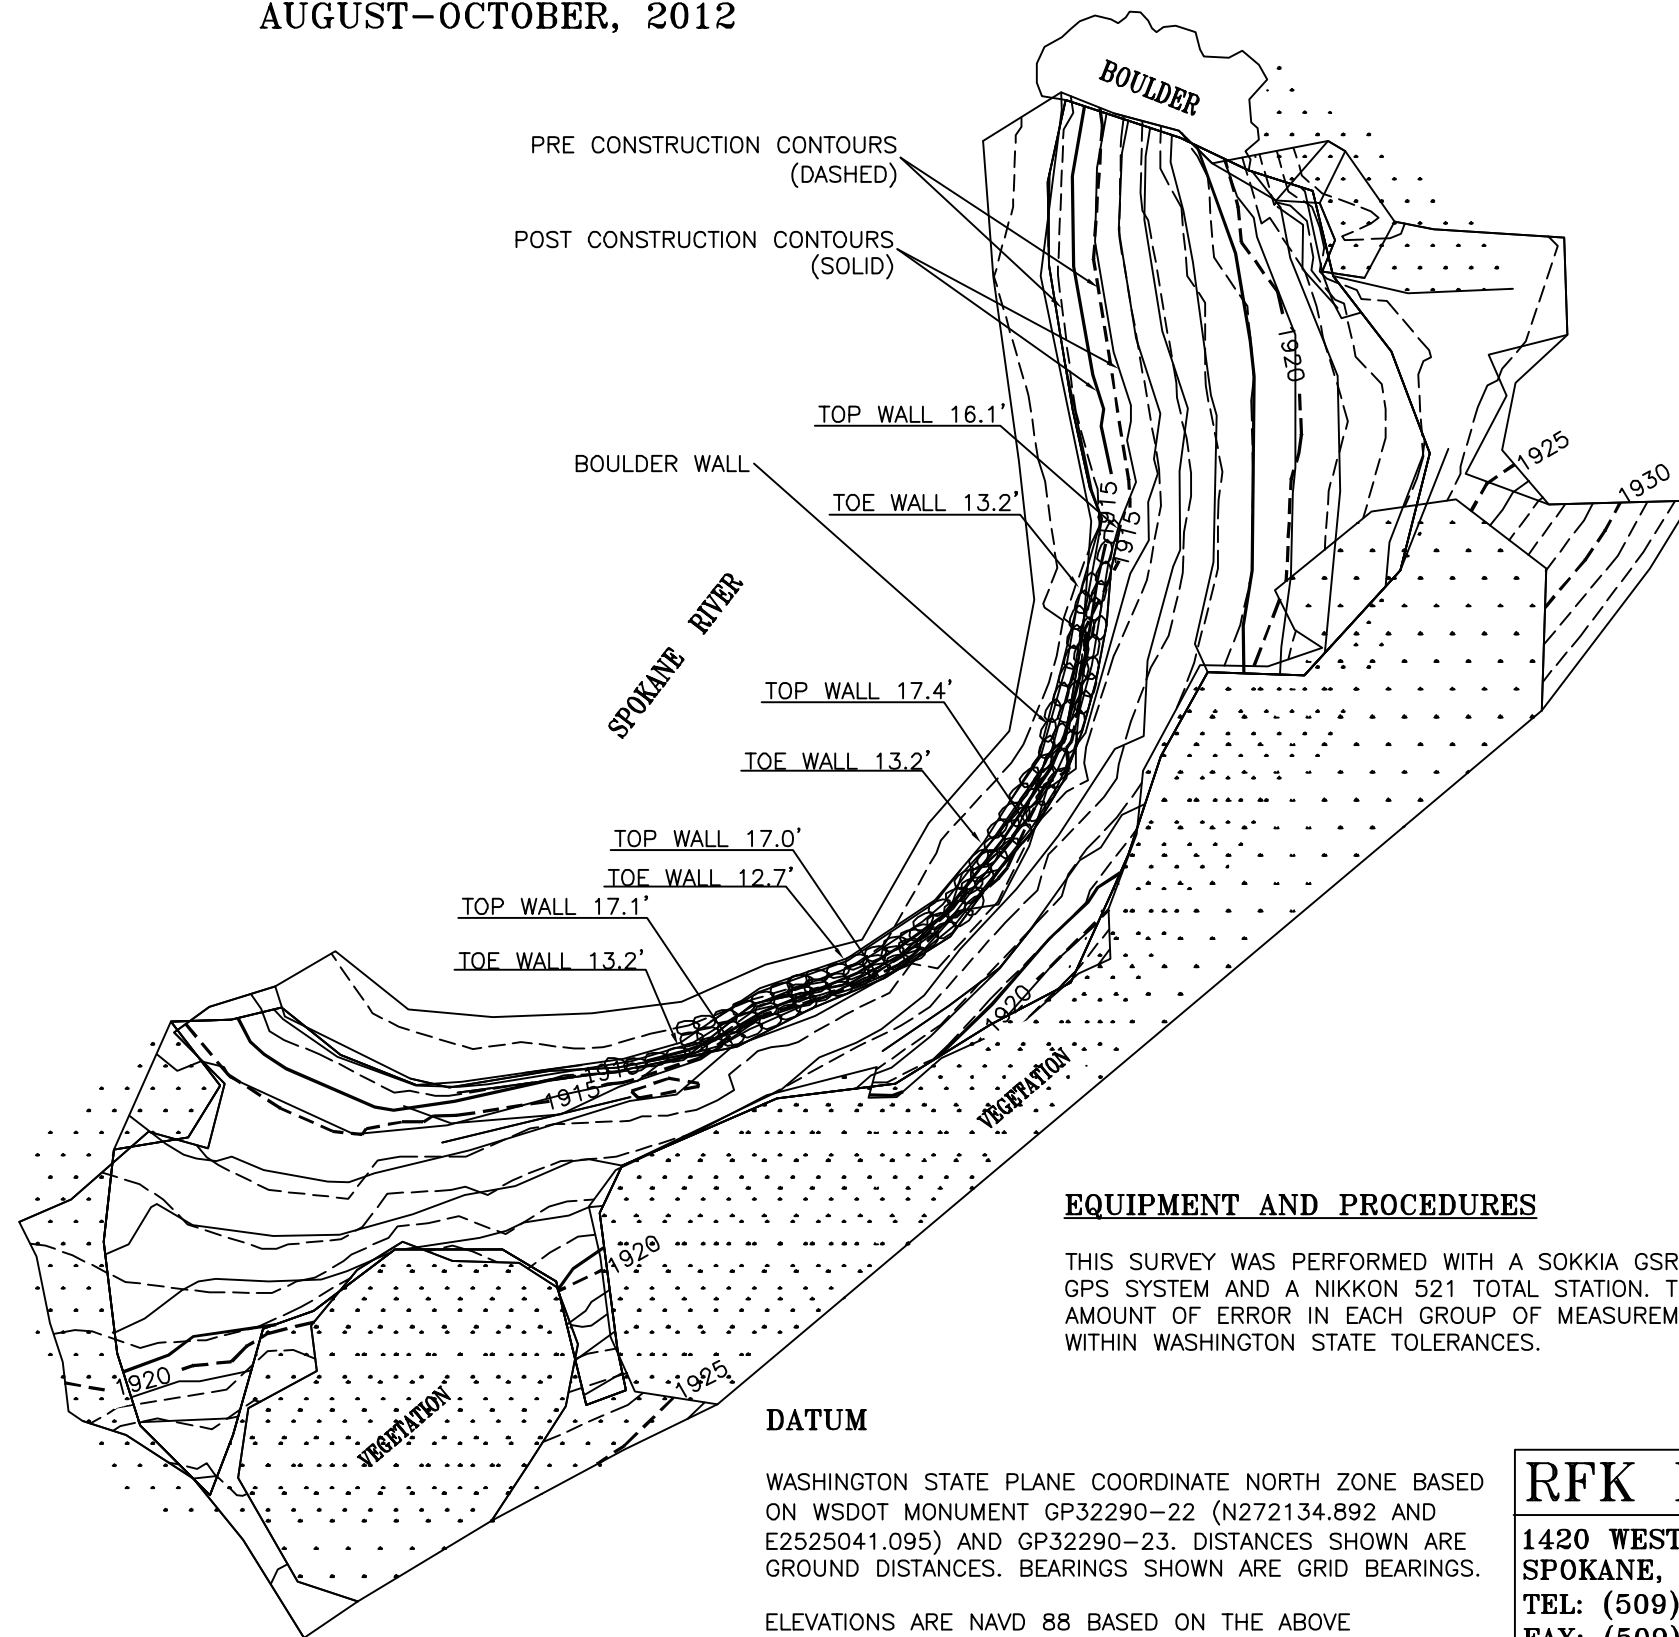 AUGUST-OCTOBER, 2012
BOULDER
PRE CONSTRUCTION CONTOURS
(DASHED)
POST CONSTRUCTION CONTOURS
(SOLID)
1920
TOP WALL 16.1'
BOULDER WALL
1925
1930
TOE WALL 13.2'
1915
1915
SPOKANE RIVER
TOP WALL 17.4'
TOE WALL 13.2'
TOP WALL 17.0'
TOE WALL 12.7'
TOP WALL 17.1'
TOE WALL 13.2'
1920
VEGETATION
1915
1920
1920
1925
VEGETATION
EQUIPMENT AND PROCEDURES
THIS SURVEY WAS PERFORMED WITH A SOKKIA GSR
GPS SYSTEM AND A NIKKON 521 TOTAL STATION. T
AMOUNT OF ERROR IN EACH GROUP OF MEASUREM
WITHIN WASHINGTON STATE TOLERANCES.
DATUM
WASHINGTON STATE PLANE COORDINATE NORTH ZONE BASED
ON WSDOT MONUMENT GP32290-22 (N272134.892 AND
E2525041.095) AND GP32290-23. DISTANCES SHOWN ARE
GROUND DISTANCES. BEARINGS SHOWN ARE GRID BEARINGS.
ELEVATIONS ARE NAVD 88 BASED ON THE ABOVE
RFK
1420 WEST
SPOKANE,
TEL: (509)
FAX: (509)